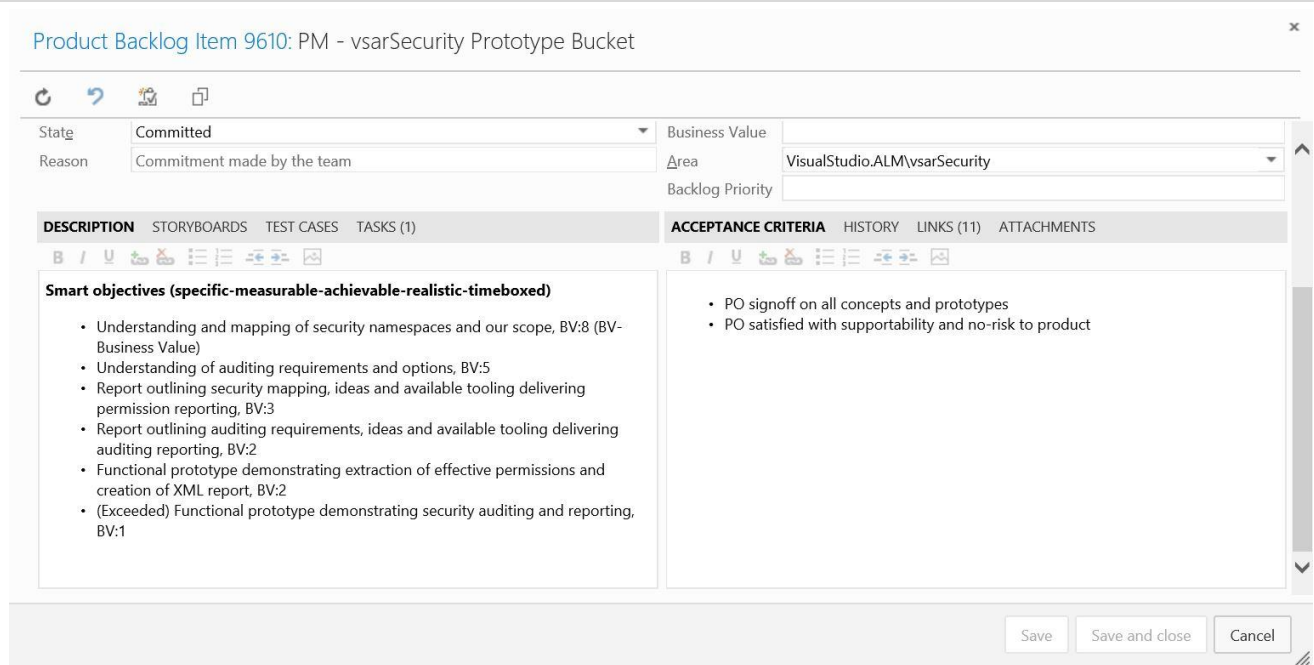 Product Backlog Item 9610: PM - vsarSecurity Prototype Bucket
×
State
Committed
Reason
Commitment made by the team
Business Value
Area
VisualStudio.ALM\vsarSecurity
Backlog Priority
DESCRIPTION STORYBOARDS TEST CASES TASKS (1)
B I U
Smart objectives (specific-measurable-achievable-realistic-timeboxed)
• Understanding and mapping of security namespaces and our scope, BV:8 (BV-
Business Value)
• Understanding of auditing requirements and options, BV:5
• Report outlining security mapping, ideas and available tooling delivering
permission reporting, BV:3
• Report outlining auditing requirements, ideas and available tooling delivering
auditing reporting, BV:2
• Functional prototype demonstrating extraction of effective permissions and
creation of XML report, BV:2
• (Exceeded) Functional prototype demonstrating security auditing and reporting,
BV:1
ACCEPTANCE CRITERIA HISTORY LINKS (11) ATTACHMENTS
B I U
• PO signoff on all concepts and prototypes
• PO satisfied with supportability and no-risk to product
Save
Save and close
Cancel